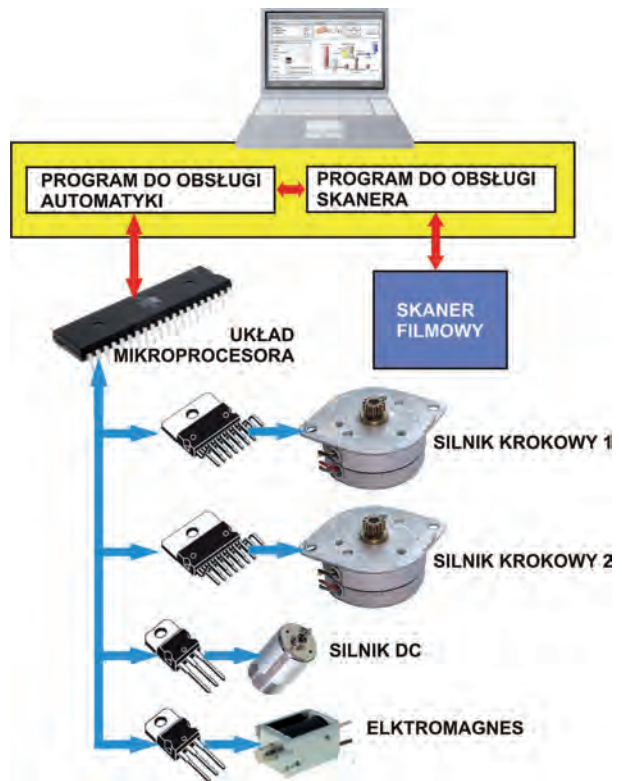 PROGRAM DO OBSŁUGI
AUTOMATYKI
PROGRAM DO OBSŁUGI
SKANERA
SKANER
FILMOWY
UKŁAD
MIKROPROCESORA
SILNIK KROKOWY 1
SILNIK KROKOWY 2
SILNIK DC
ELKTROMAGNES